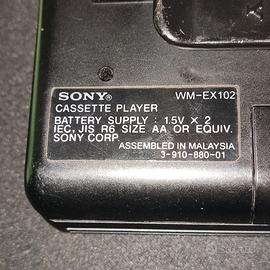 SONY® WM-EX102
CASSETTE PLAYER
BATTERY SUPPLY : 1.5V × 2
IEC, JIS R6 SIZE AA OR EQUIV.
SONY CORP.
ASSEMBLED IN MALAYSIA
3-910-880-01